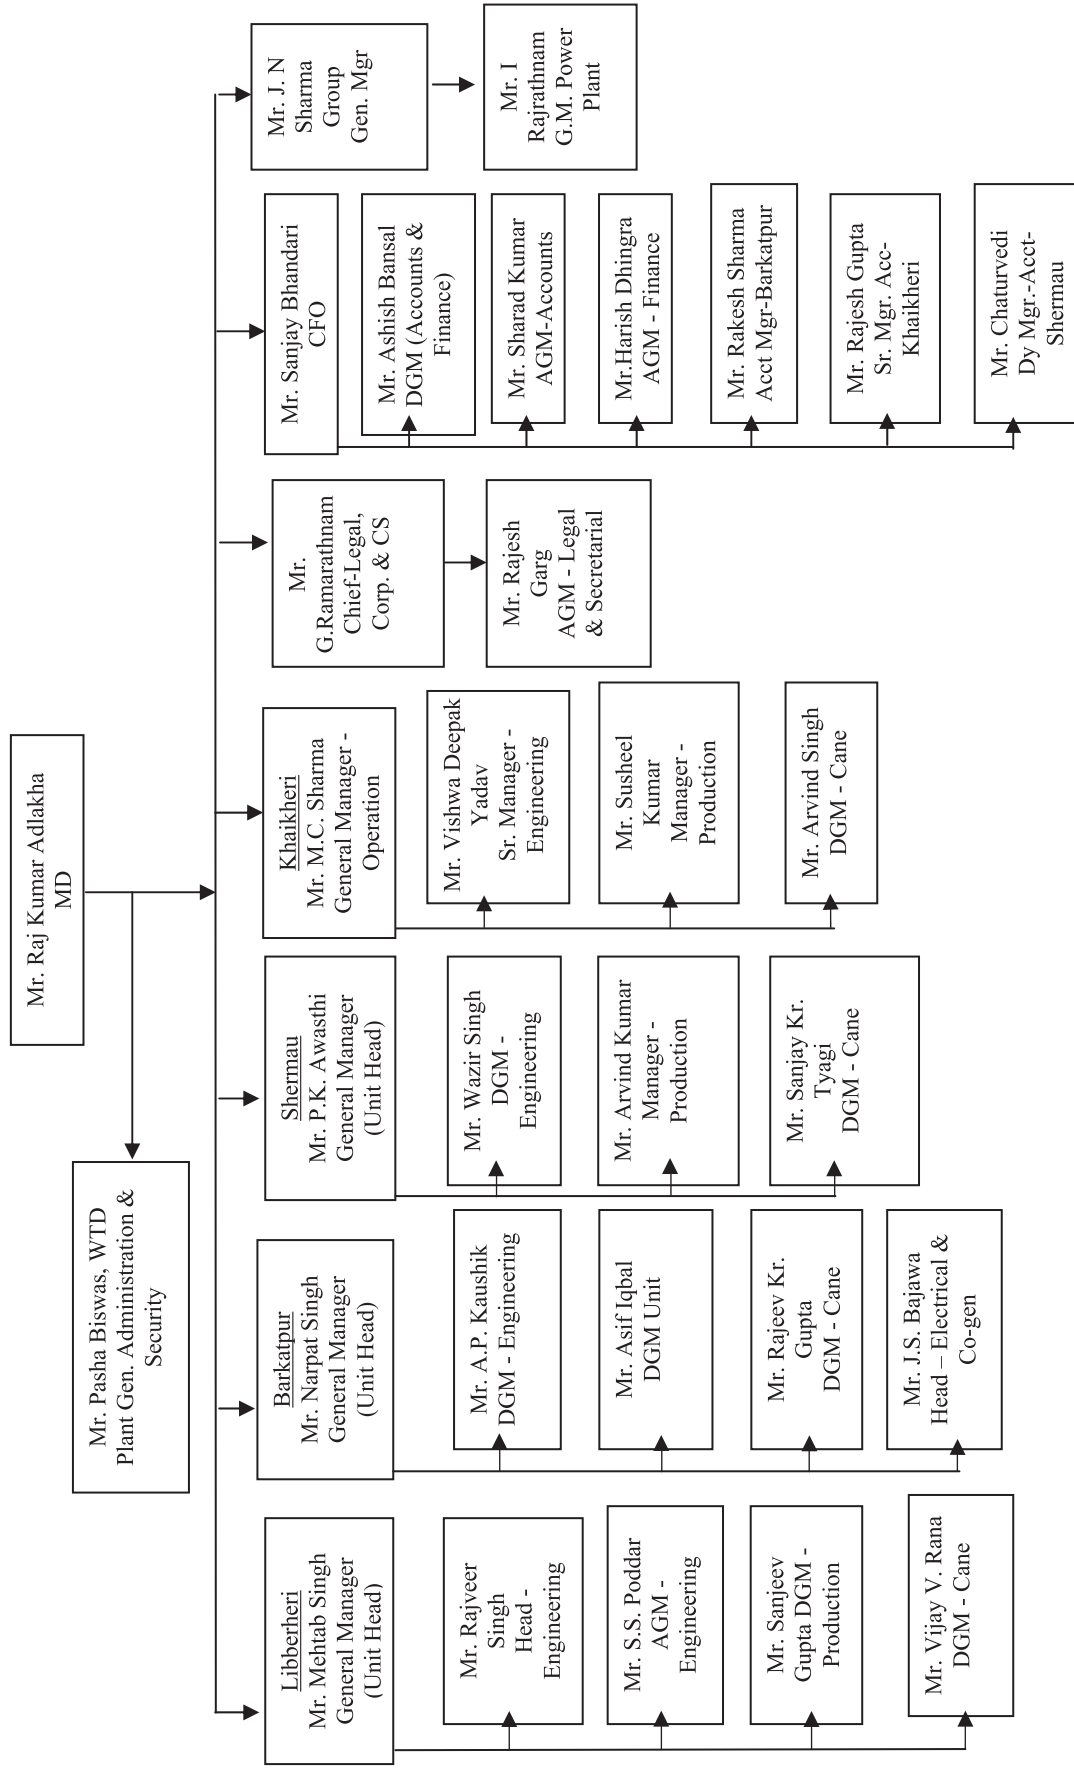 Mr. Raj Kumar Adlakha
MD
Mr. Pasha Biswas, WTD
Plant Gen. Administration &
Security
Libberheri
Mr. Mehtab Singh
General Manager
(Unit Head)
Mr. Rajveer
Singh
Head -
Engineering
Mr. S.S. Poddar
AGM -
Engineering
Mr. Sanjeev
Gupta DGM -
Production
Mr. Vijay V. Rana
DGM - Cane
Barkatpur
Mr. Narpat Singh
General Manager
(Unit Head)
Mr. A.P. Kaushik
DGM - Engineering
Mr. Asif Iqbal
DGM Unit
Mr. Rajeev Kr.
Gupta
DGM - Cane
Mr. J.S. Bajawa
Head – Electrical &
Co-gen
Shermau
Mr. P.K. Awasthi
General Manager
(Unit Head)
Mr. Wazir Singh
DGM -
Engineering
Mr. Arvind Kumar
Manager -
Production
Mr. Sanjay Kr.
Tyagi
DGM - Cane
Khaikheri
Mr. M.C. Sharma
General Manager -
Operation
Mr. Vishwa Deepak
Yadav
Sr. Manager -
Engineering
Mr. Susheel
Kumar
Manager -
Production
Mr. Arvind Singh
DGM - Cane
Mr.
G.Ramarathnam
Chief-Legal,
Corp. & CS
Mr. Rajesh
Garg
AGM - Legal
& Secretarial
Mr. Sanjay Bhandari
CFO
Mr. Ashish Bansal
DGM (Accounts &
Finance)
Mr. Sharad Kumar
AGM-Accounts
Mr.Harish Dhingra
AGM - Finance
Mr. Rakesh Sharma
Acct Mgr-Barkatpur
Mr. Rajesh Gupta
Sr. Mgr. Acc-
Khaikheri
Mr. Chaturvedi
Dy Mgr.-Acct-
Shermau
Mr. J. N
Sharma
Group
Gen. Mgr
Mr. I
Rajrathnam
G.M. Power
Plant